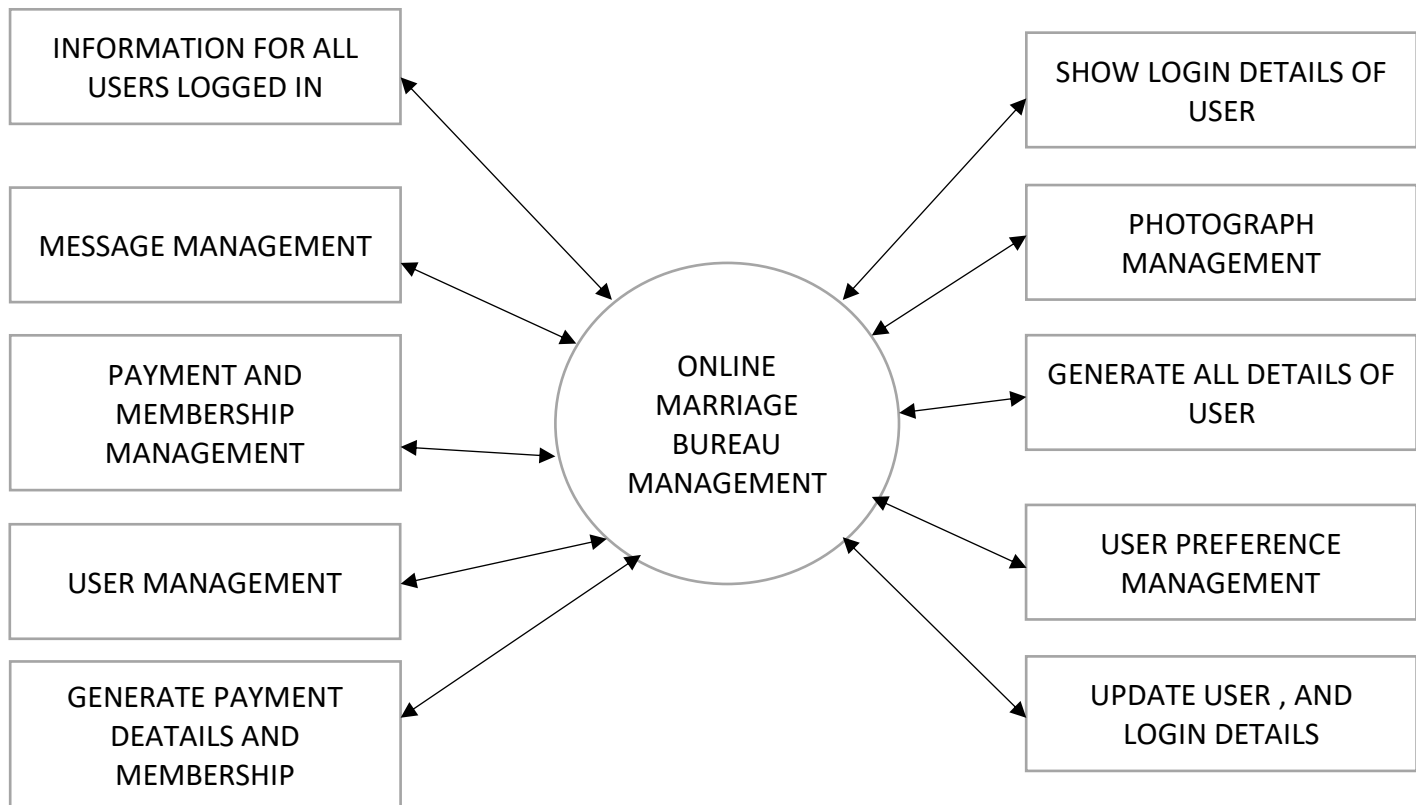 INFORMATION FOR ALL
USERS LOGGED IN
MESSAGE MANAGEMENT
PAYMENT AND
MEMBERSHIP
MANAGEMENT
USER MANAGEMENT
GENERATE PAYMENT
DEATAILS AND
MEMBERSHIP
ONLINE
MARRIAGE
BUREAU
MANAGEMENT
SHOW LOGIN DETAILS OF
USER
PHOTOGRAPH
MANAGEMENT
GENERATE ALL DETAILS OF
USER
USER PREFERENCE
MANAGEMENT
UPDATE USER , AND
LOGIN DETAILS